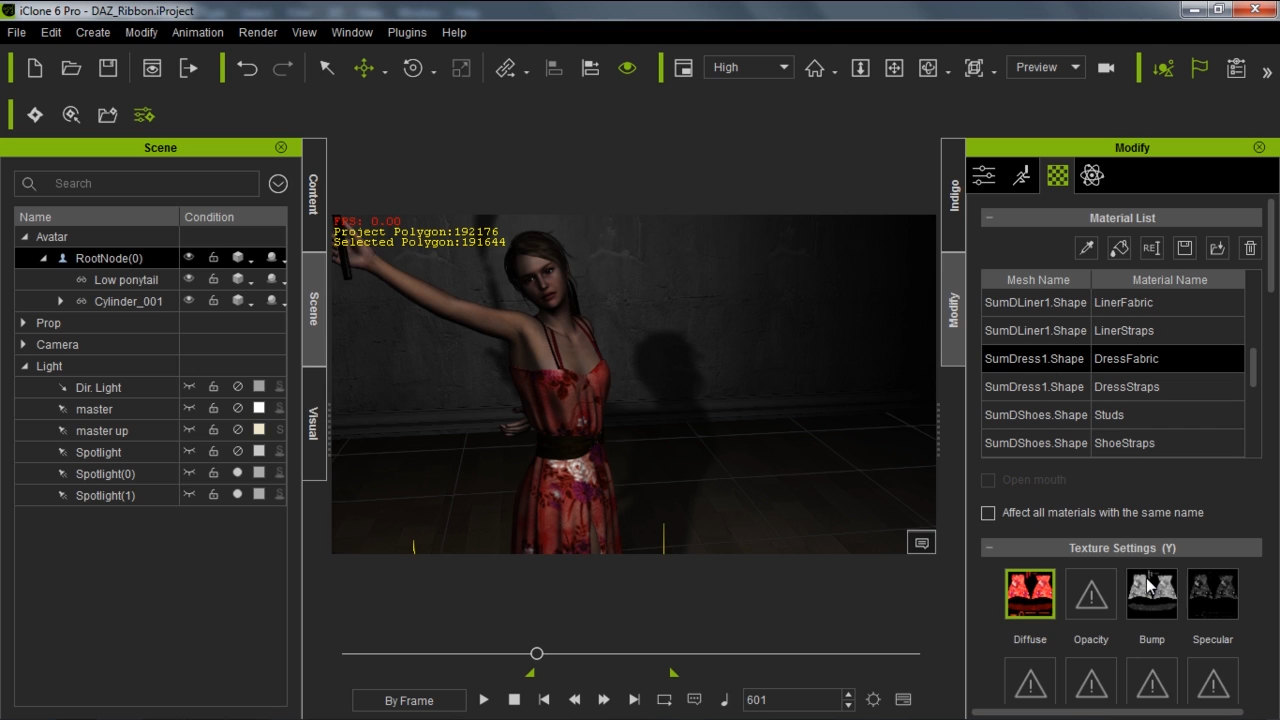 iClone 6 Pro - DAZ_Ribbon.iProject
File Edit Create Modify Animation Render View Window Plugins Help
High
Preview
Scene
Search
Name Condition
Avatar
RootNode(0)
Low ponytail
Cylinder_001
Prop
Camera
Light
Dir. Light
master
master up
Spotlight
Spotlight(0)
Spotlight(1)
Content
Scene
Visual
FPS: 0.00
Project Polygon:192176
Selected Polygon:191644
By Frame
601
Indigo
Modify
Modify
Material List
RE
Mesh Name Material Name
SumDLiner1.Shape LinerFabric
SumDLiner1.Shape LinerStraps
SumDress1.Shape DressFabric
SumDress1.Shape DressStraps
SumDShoes.Shape Studs
SumDShoes.Shape ShoeStraps
Open mouth
Affect all materials with the same name
Texture Settings (Y)
Diffuse Opacity Bump Specular